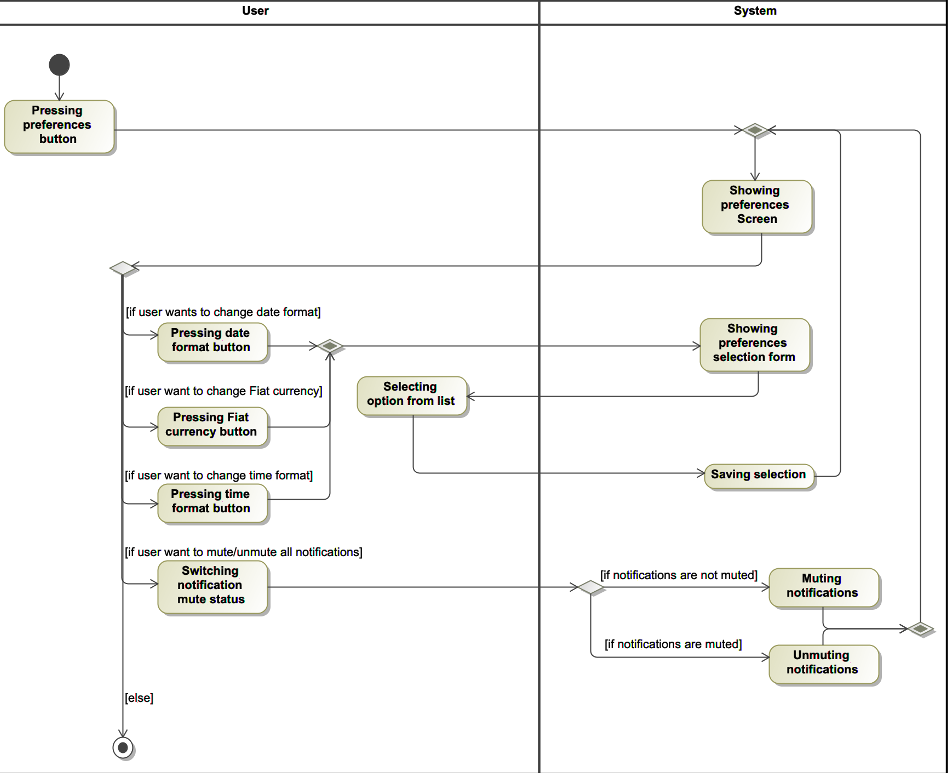 User
System
Pressing
preferences
button
Showing
preferences
Screen
[if user wants to change date format]
Pressing date
format button
Showing
preferences
selection form
[if user want to change Fiat currency]
Selecting
option from list
Pressing Fiat
currency button
[if user want to change time format]
Saving selection
Pressing time
format button
[if user want to mute/unmute all notifications]
Switching
notification
mute status
[if notifications are not muted]
Muting
notifications
[if notifications are muted]
Unmuting
notifications
[else]